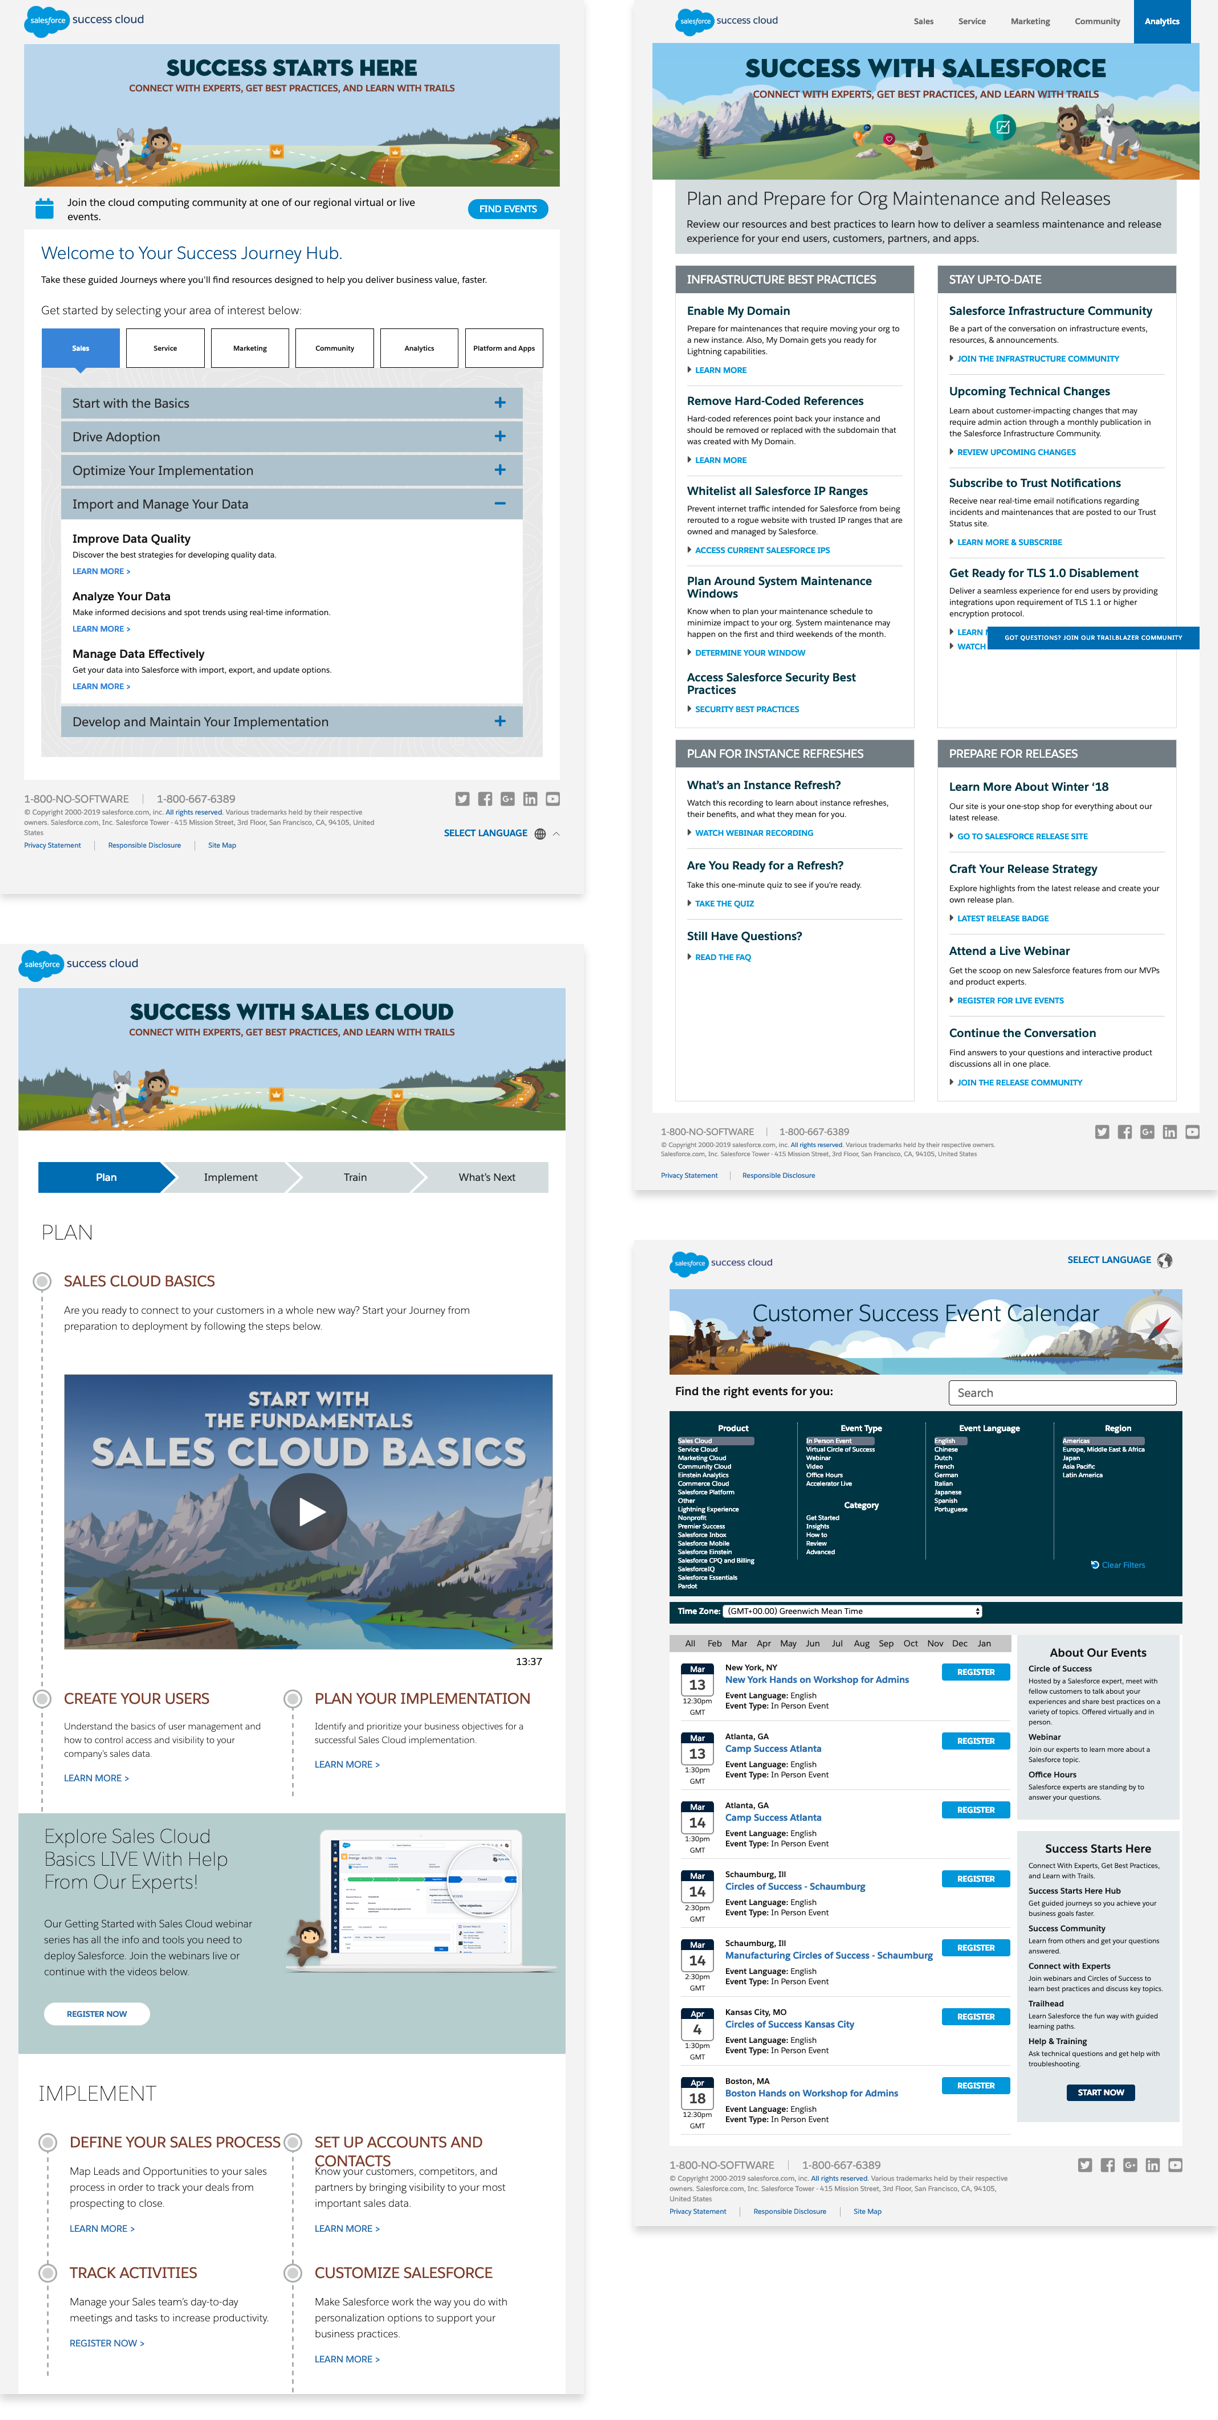 salesforce success cloud
SUCCESS STARTS HERE
CONNECT WITH EXPERTS, GET BEST PRACTICES, AND LEARN WITH TRAILS
Join the cloud computing community at one of our regional virtual or live
events.
FIND EVENTS
Welcome to Your Success Journey Hub.
Take these guided Journeys where you'll find resources designed to help you deliver business value, faster.
Get started by selecting your area of interest below:
Sales Service Marketing Community Analytics Platform and Apps
Start with the Basics
Drive Adoption
Optimize Your Implementation
Import and Manage Your Data
Improve Data Quality
Discover the best strategies for developing quality data.
LEARN MORE >
Analyze Your Data
Make informed decisions and spot trends using real-time information.
LEARN MORE >
Manage Data Effectively
Get your data into Salesforce with import, export, and update options.
LEARN MORE >
Develop and Maintain Your Implementation
1-800-NO-SOFTWARE | 1-800-667-6389
© Copyright 2000-2019 salesforce.com, inc. All rights reserved. Various trademarks held by their respective
owners. Salesforce.com, Inc. Salesforce Tower - 415 Mission Street, 3rd Floor, San Francisco, CA, 94105, United
States
SELECT LANGUAGE
Privacy Statement | Responsible Disclosure | Site Map
salesforce success cloud
SUCCESS WITH SALES CLOUD
CONNECT WITH EXPERTS, GET BEST PRACTICES, AND LEARN WITH TRAILS
Plan Implement Train What's Next
PLAN
SALES CLOUD BASICS
Are you ready to connect to your customers in a whole new way? Start your Journey from
preparation to deployment by following the steps below.
START WITH
THE FUNDAMENTALS
SALES CLOUD BASICS
13:37
CREATE YOUR USERS
Understand the basics of user management and
how to control access and visibility to your
company's sales data.
LEARN MORE >
PLAN YOUR IMPLEMENTATION
Identify and prioritize your business objectives for a
successful Sales Cloud implementation.
LEARN MORE >
Explore Sales Cloud
Basics LIVE With Help
From Our Experts!
Our Getting Started with Sales Cloud webinar
series has all the info and tools you need to
deploy Salesforce. Join the webinars live or
continue with the videos below.
REGISTER NOW
IMPLEMENT
DEFINE YOUR SALES PROCESS
Map Leads and Opportunities to your sales
process in order to track your deals from
prospecting to close.
LEARN MORE >
SET UP ACCOUNTS AND
CONTACTS
Know your customers, competitors, and
partners by bringing visibility to your most
important sales data.
LEARN MORE >
TRACK ACTIVITIES
Manage your Sales team's day-to-day
meetings and tasks to increase productivity.
REGISTER NOW >
CUSTOMIZE SALESFORCE
Make Salesforce work the way you do with
personalization options to support your
business practices.
LEARN MORE >
salesforce success cloud
Sales Service Marketing Community Analytics
SUCCESS WITH SALESFORCE
CONNECT WITH EXPERTS, GET BEST PRACTICES, AND LEARN WITH TRAILS
Plan and Prepare for Org Maintenance and Releases
Review our resources and best practices to learn how to deliver a seamless maintenance and release
experience for your end users, customers, partners, and apps.
INFRASTRUCTURE BEST PRACTICES
Enable My Domain
Prepare for maintenances that require moving your org to
a new instance. Also, My Domain gets you ready for
Lightning capabilities.
LEARN MORE
Remove Hard-Coded References
Hard-coded references point back your instance and
should be removed or replaced with the subdomain that
was created with My Domain.
LEARN MORE
Whitelist all Salesforce IP Ranges
Prevent internet traffic intended for Salesforce from being
rerouted to a rogue website with trusted IP ranges that are
owned and managed by Salesforce.
ACCESS CURRENT SALESFORCE IPS
Plan Around System Maintenance
Windows
Know when to plan your maintenance schedule to
minimize impact to your org. System maintenance may
happen on the first and third weekends of the month.
DETERMINE YOUR WINDOW
Access Salesforce Security Best
Practices
SECURITY BEST PRACTICES
STAY UP-TO-DATE
Salesforce Infrastructure Community
Be a part of the conversation on infrastructure events,
resources, & announcements.
JOIN THE INFRASTRUCTURE COMMUNITY
Upcoming Technical Changes
Learn about customer-impacting changes that may
require admin action through a monthly publication in
the Salesforce Infrastructure Community.
REVIEW UPCOMING CHANGES
Subscribe to Trust Notifications
Receive near real-time email notifications regarding
incidents and maintenances that are posted to our Trust
Status site.
LEARN MORE & SUBSCRIBE
Get Ready for TLS 1.0 Disablement
Deliver a seamless experience for end users by providing
integrations upon requirement of TLS 1.1 or higher
encryption protocol.
LEARN
WATCH
GOT QUESTIONS? JOIN OUR TRAILBLAZER COMMUNITY
PLAN FOR INSTANCE REFRESHES
What's an Instance Refresh?
Watch this recording to learn about instance refreshes,
their benefits, and what they mean for you.
WATCH WEBINAR RECORDING
Are You Ready for a Refresh?
Take this one-minute quiz to see if you're ready.
TAKE THE QUIZ
Still Have Questions?
READ THE FAQ
PREPARE FOR RELEASES
Learn More About Winter ‘18
Our site is your one-stop shop for everything about our
latest release.
GO TO SALESFORCE RELEASE SITE
Craft Your Release Strategy
Explore highlights from the latest release and create your
own release plan.
LATEST RELEASE BADGE
Attend a Live Webinar
Get the scoop on new Salesforce features from our MVPs
and product experts.
REGISTER FOR LIVE EVENTS
Continue the Conversation
Find answers to your questions and interactive product
discussions all in one place.
JOIN THE RELEASE COMMUNITY
1-800-NO-SOFTWARE | 1-800-667-6389
© Copyright 2000-2019 salesforce.com, inc. All rights reserved. Various trademarks held by their respective owners.
Salesforce.com, Inc. Salesforce Tower - 415 Mission Street, 3rd Floor, San Francisco, CA, 94105, United States
Privacy Statement | Responsible Disclosure
salesforce success cloud
SELECT LANGUAGE
Customer Success Event Calendar
Find the right events for you:
Search
Product
Sales Cloud
Service Cloud
Marketing Cloud
Community Cloud
Einstein Analytics
Commerce Cloud
Salesforce Platform
Other
Lightning Experience
Nonprofit
Premier Success
Salesforce Inbox
Salesforce Mobile
Salesforce Einstein
Salesforce CPQ and Billing
SalesforceIQ
Salesforce Essentials
Pardot
Event Type
In Person Event
Virtual Circle of Success
Webinar
Video
Office Hours
Accelerator Live
Category
Get Started
Insights
How to
Review
Advanced
Event Language
English
Chinese
Dutch
French
German
Italian
Japanese
Spanish
Portuguese
Region
Americas
Europe, Middle East & Africa
Japan
Asia Pacific
Latin America
Clear Filters
Time Zone: (GMT+00.00) Greenwich Mean Time
All Feb Mar Apr May Jun Jul Aug Sep Oct Nov Dec Jan
Mar
13
12:30pm
GMT
New York, NY
New York Hands on Workshop for Admins
Event Language: English
Event Type: In Person Event
REGISTER
Mar
13
1:30pm
GMT
Atlanta, GA
Camp Success Atlanta
Event Language: English
Event Type: In Person Event
REGISTER
Mar
14
1:30pm
GMT
Atlanta, GA
Camp Success Atlanta
Event Language: English
Event Type: In Person Event
REGISTER
Mar
14
2:30pm
GMT
Schaumburg, Ill
Circles of Success - Schaumburg
Event Language: English
Event Type: In Person Event
REGISTER
Mar
14
2:30pm
GMT
Schaumburg, Ill
Manufacturing Circles of Success - Schaumburg
Event Language: English
Event Type: In Person Event
REGISTER
Apr
4
1:30pm
GMT
Kansas City, MO
Circles of Success Kansas City
Event Language: English
Event Type: In Person Event
REGISTER
Apr
18
12:30pm
GMT
Boston, MA
Boston Hands on Workshop for Admins
Event Language: English
Event Type: In Person Event
REGISTER
About Our Events
Circle of Success
Hosted by a Salesforce expert, meet with
fellow customers to talk about your
experiences and share best practices on a
variety of topics. Offered virtually and in
person.
Webinar
Join our experts to learn more about a
Salesforce topic.
Office Hours
Salesforce experts are standing by to
answer your questions.
Success Starts Here
Connect With Experts, Get Best Practices,
and Learn with Trails.
Success Starts Here Hub
Get guided journeys so you achieve your
business goals faster.
Success Community
Learn from others and get your questions
answered.
Connect with Experts
Join webinars and Circles of Success to
learn best practices and discuss key topics.
Trailhead
Learn Salesforce the fun way with guided
learning paths.
Help & Training
Ask technical questions and get help with
troubleshooting.
START NOW
1-800-NO-SOFTWARE | 1-800-667-6389
© Copyright 2000-2019 salesforce.com, inc. All rights reserved. Various trademarks held by their respective
owners. Salesforce.com, Inc. Salesforce Tower - 415 Mission Street, 3rd Floor, San Francisco, CA, 94105,
United States
Privacy Statement | Responsible Disclosure | Site Map